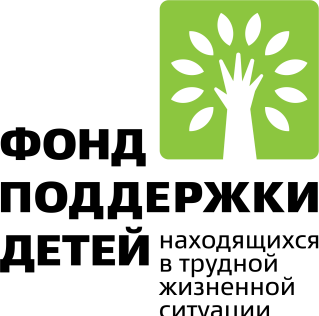 ФОНД
ПОДДЕРЖКИ
ДЕТЕЙ
находящихся
в трудной
жизненной
ситуации